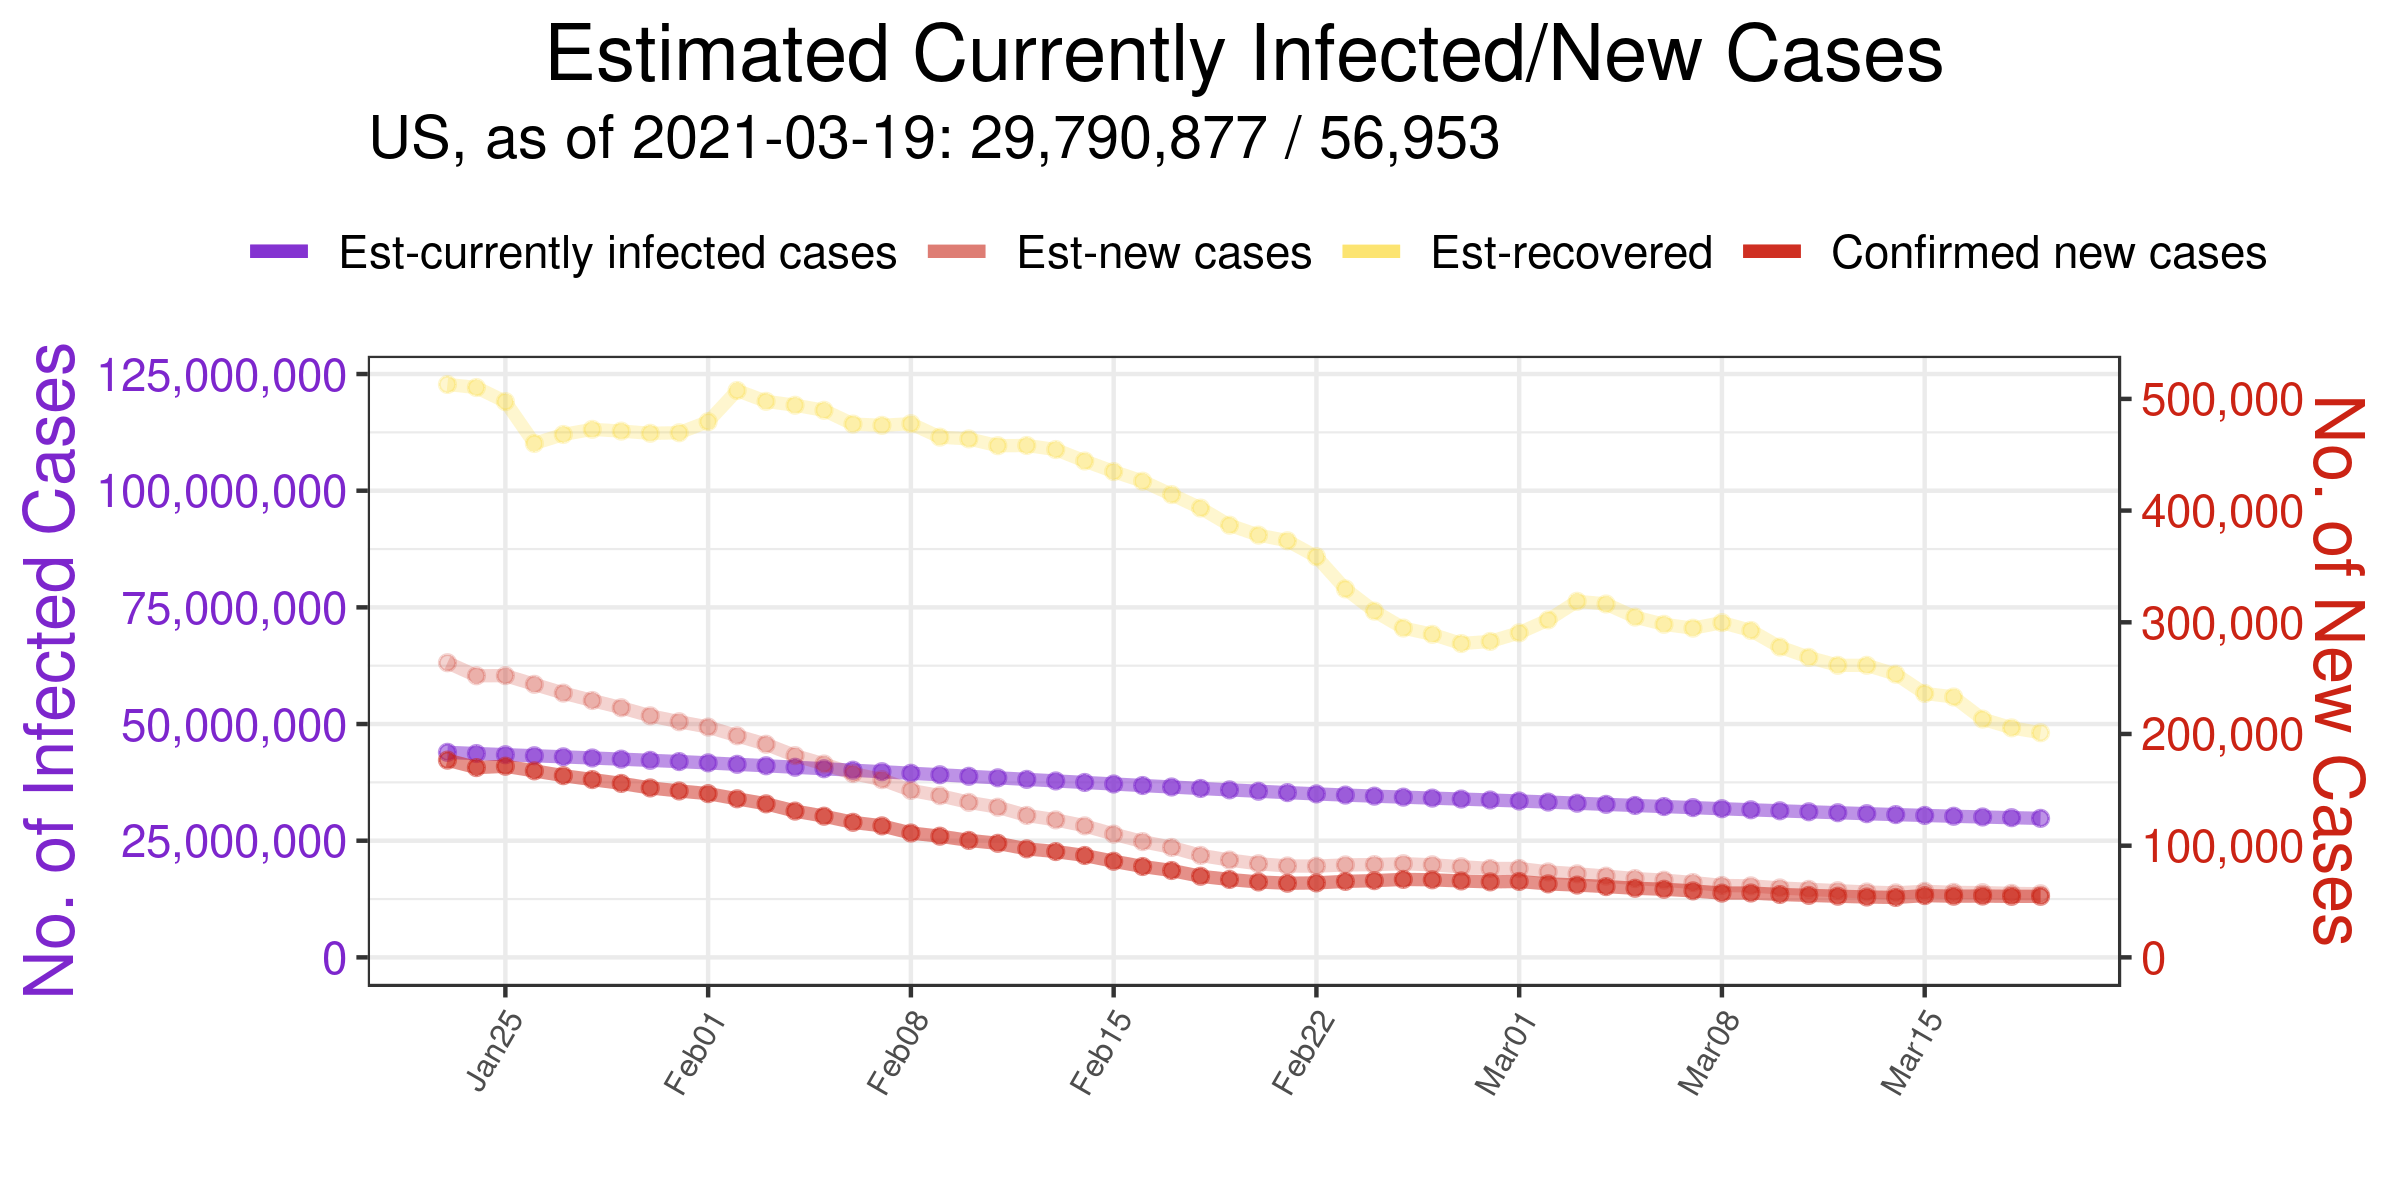 Estimated Currently Infected/New Cases
US, as of 2021-03-19: 29,790,877 / 56,953
Est-currently infected cases Est-new cases Est-recovered Confirmed new cases
No. of Infected Cases
125,000,000
100,000,000
75,000,000
50,000,000
25,000,000
0
500,000
400,000
300,000
200,000
100,000
0
No. of New Cases
Jan25 Feb01 Feb08 Feb15 Feb22 Mar01 Mar08 Mar15